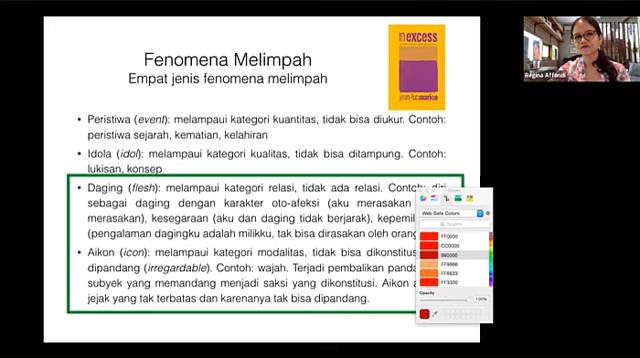 Fenomena Melimpah
Empat jenis fenomena melimpah
in excess
jean-luc marion
Regina Affandi
• Peristiwa (event): melampaui kategori kuantitas, tidak bisa diukur. Contoh:
peristiwa sejarah, kematian, kelahiran
• Idola (idol): melampaui kategori kualitas, tidak bisa ditampung. Contoh:
lukisan, konsep
• Daging (flesh): melampaui kategori relasi, tidak ada relasi. Contoh: diri
sebagai daging dengan karakter oto-afeksi (aku merasakan
merasakan), kesegaraan (aku dan daging tidak berjarak),
(pengalaman dagingku adalah milikku, tak bisa dirasakan oleh
• Aikon (icon): melampaui kategori modalitas, tidak bisa
dipandang (irregardable). Contoh: wajah. Terjadi pembalikan
subyek yang memandang menjadi saksi yang dikonstitusi. Aikon
jejak yang tak terbatas dan karenanya tak bisa dipandang.
Colors
Web Safe Colors
Search
FF0000
CC0000
990000
FF9966
FF6633
FF3300
Opacity
100%